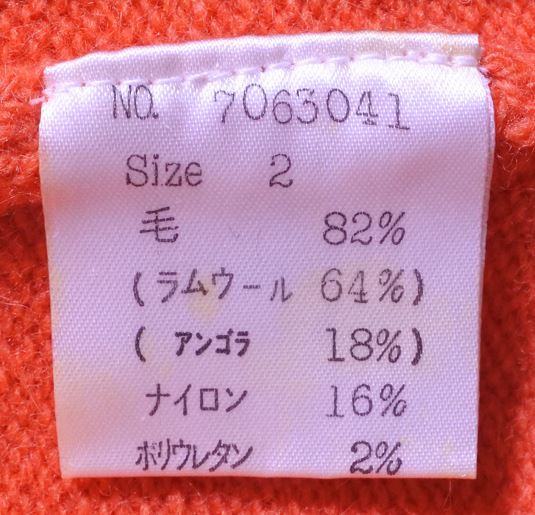 NO. 7063041
Size 2
毛 82%
(ラムウール 64%)
(アンゴラ 18%)
ナイロン 16%
ポリウレタン 2%